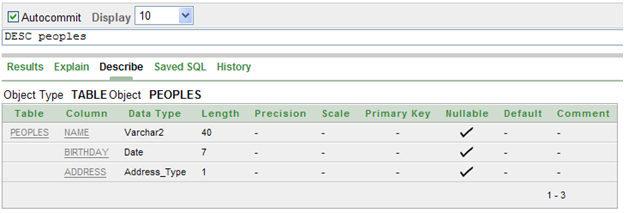 Autocommit Display 10
DESC peoples
Results Explain Describe Saved SQL History
Object Type TABLE Object PEOPLES
Table Column Data Type Length Precision Scale Primary Key Nullable Default Comment
PEOPLES NAME Varchar2 40 - - - - -
BIRTHDAY Date 7 - - - - -
ADDRESS Address_Type 1 - - - - -
1 - 3